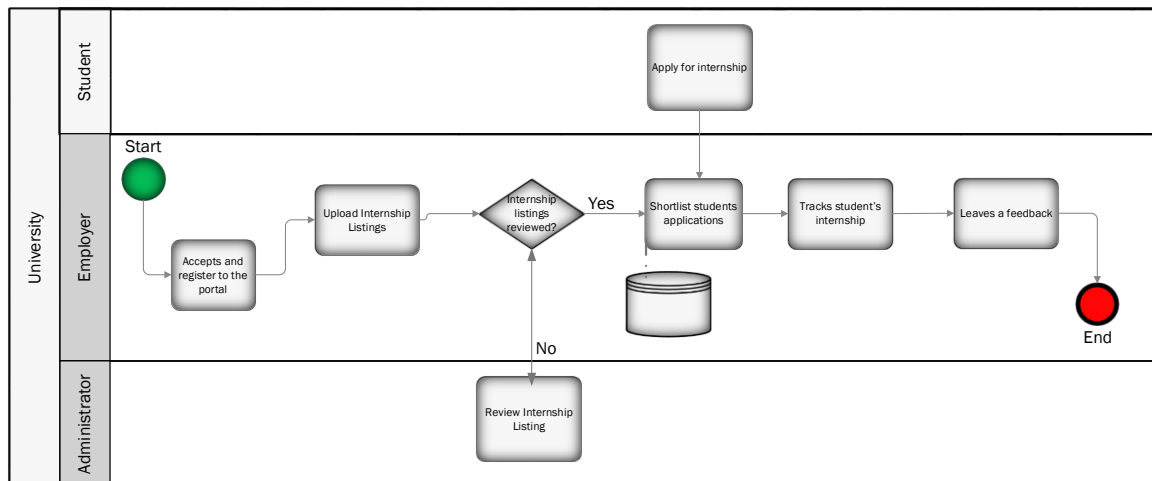 University
Student
Apply for internship
Employer
Start
Accepts and
register to the
portal
Upload Internship
Listings
Internship
listings
reviewed?
Yes
Shortlist students
applications
Tracks student's
internship
Leaves a feedback
End
No
Administrator
Review Internship
Listing